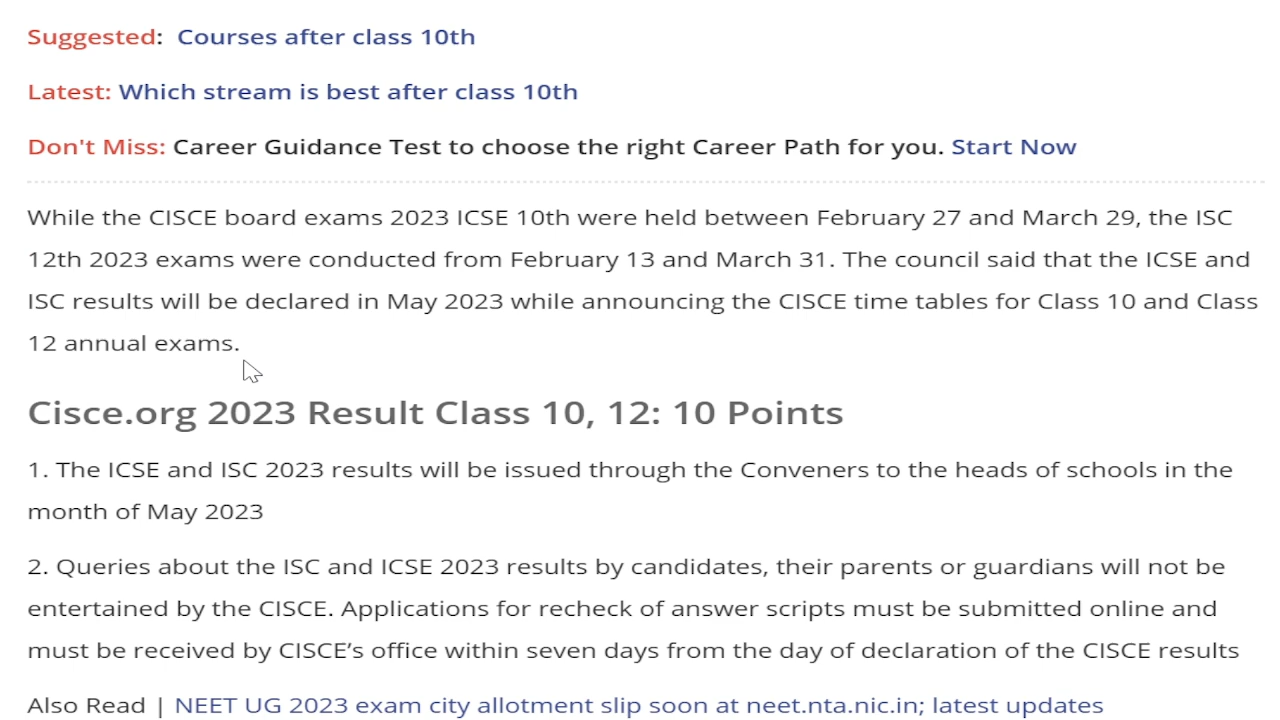 Suggested: Courses after class 10th
Latest: Which stream is best after class 10th
Don't Miss: Career Guidance Test to choose the right Career Path for you. Start Now
While the CISCE board exams 2023 ICSE 10th were held between February 27 and March 29, the ISC
12th 2023 exams were conducted from February 13 and March 31. The council said that the ICSE and
ISC results will be declared in May 2023 while announcing the CISCE time tables for Class 10 and Class
12 annual exams.
Cisce.org 2023 Result Class 10, 12: 10 Points
1. The ICSE and ISC 2023 results will be issued through the Conveners to the heads of schools in the
month of May 2023
2. Queries about the ISC and ICSE 2023 results by candidates, their parents or guardians will not be
entertained by the CISCE. Applications for recheck of answer scripts must be submitted online and
must be received by CISCE’s office within seven days from the day of declaration of the CISCE results
Also Read | NEET UG 2023 exam city allotment slip soon at neet.nta.nic.in; latest updates